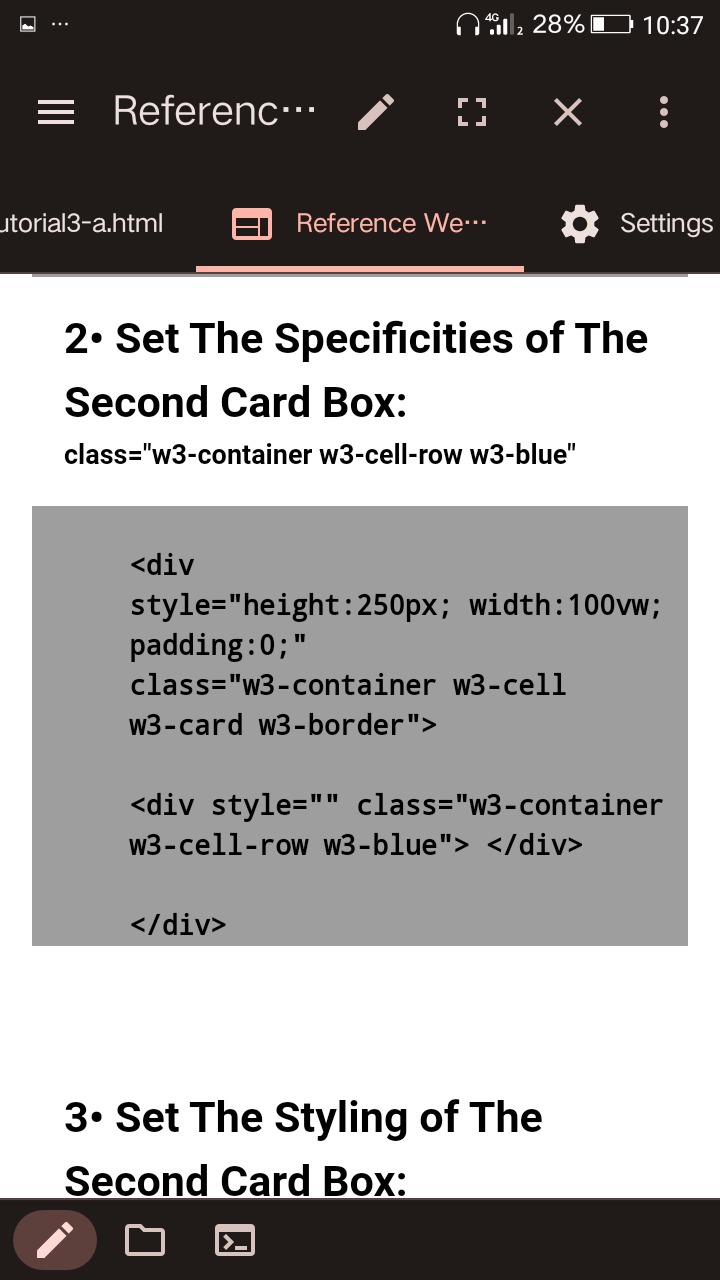 4G 2 28% 10:37
Referenc···
utorial3-a.html Reference We··· Settings
2• Set The Specificities of The
Second Card Box:
class="w3-container w3-cell-row w3-blue"
<div
style="height:250px; width:100vw;
padding:0;"
class="w3-container w3-cell
w3-card w3-border">
<div style="" class="w3-container
w3-cell-row w3-blue"> </div>
</div>
3• Set The Styling of The
Second Card Box: